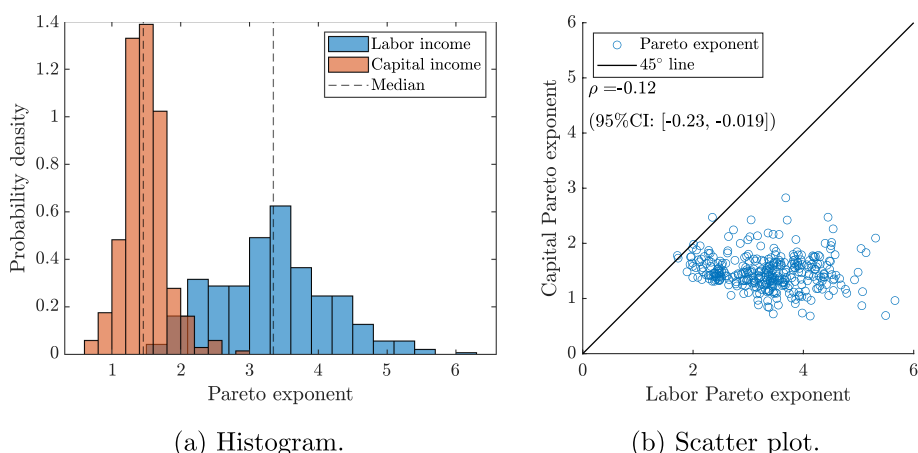 1.4
1.2
1
0.8
0.6
0.4
0.2
0
Probability density
Labor income
Capital income
Median
1 2 3 4 5 6
Pareto exponent
(a) Histogram.
6
5
4
3
2
1
0
Capital Pareto exponent
Pareto exponent
45° line
ρ =-0.12
(95%CI: [-0.23, -0.019])
0 2 4 6
Labor Pareto exponent
(b) Scatter plot.